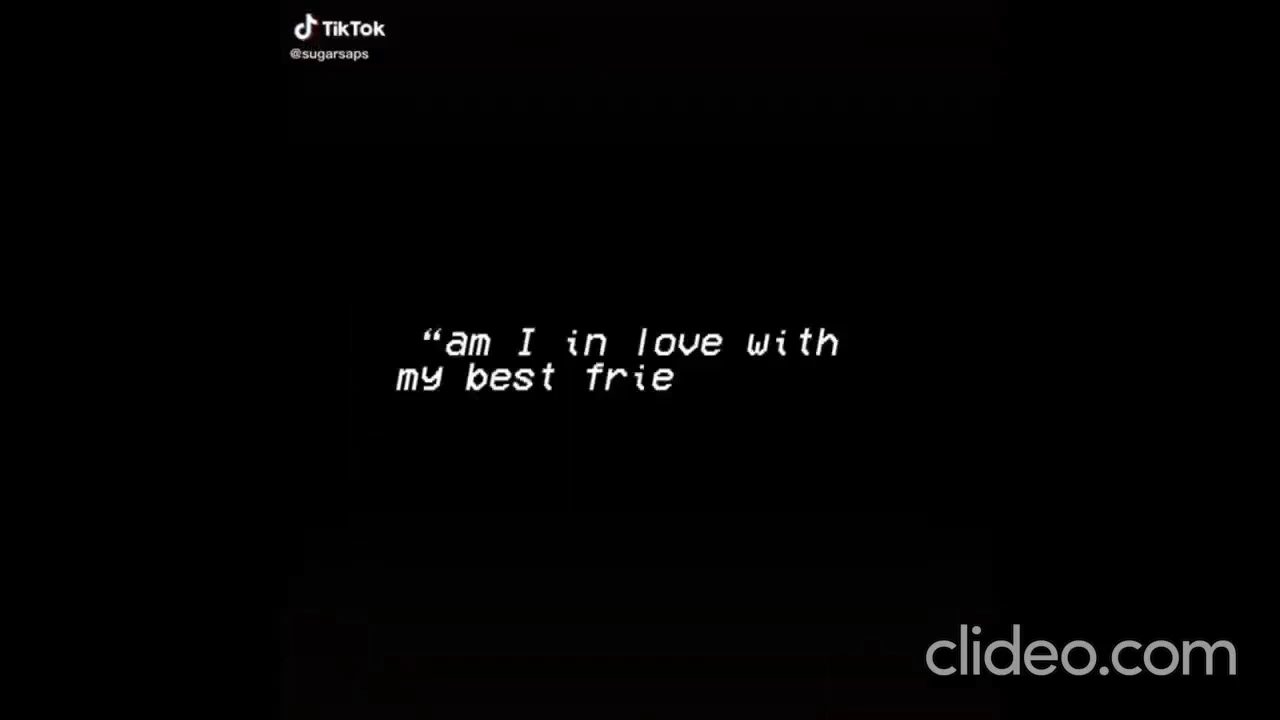 TikTok
@sugarsaps
“am I in love with
my best frie
clideo.com